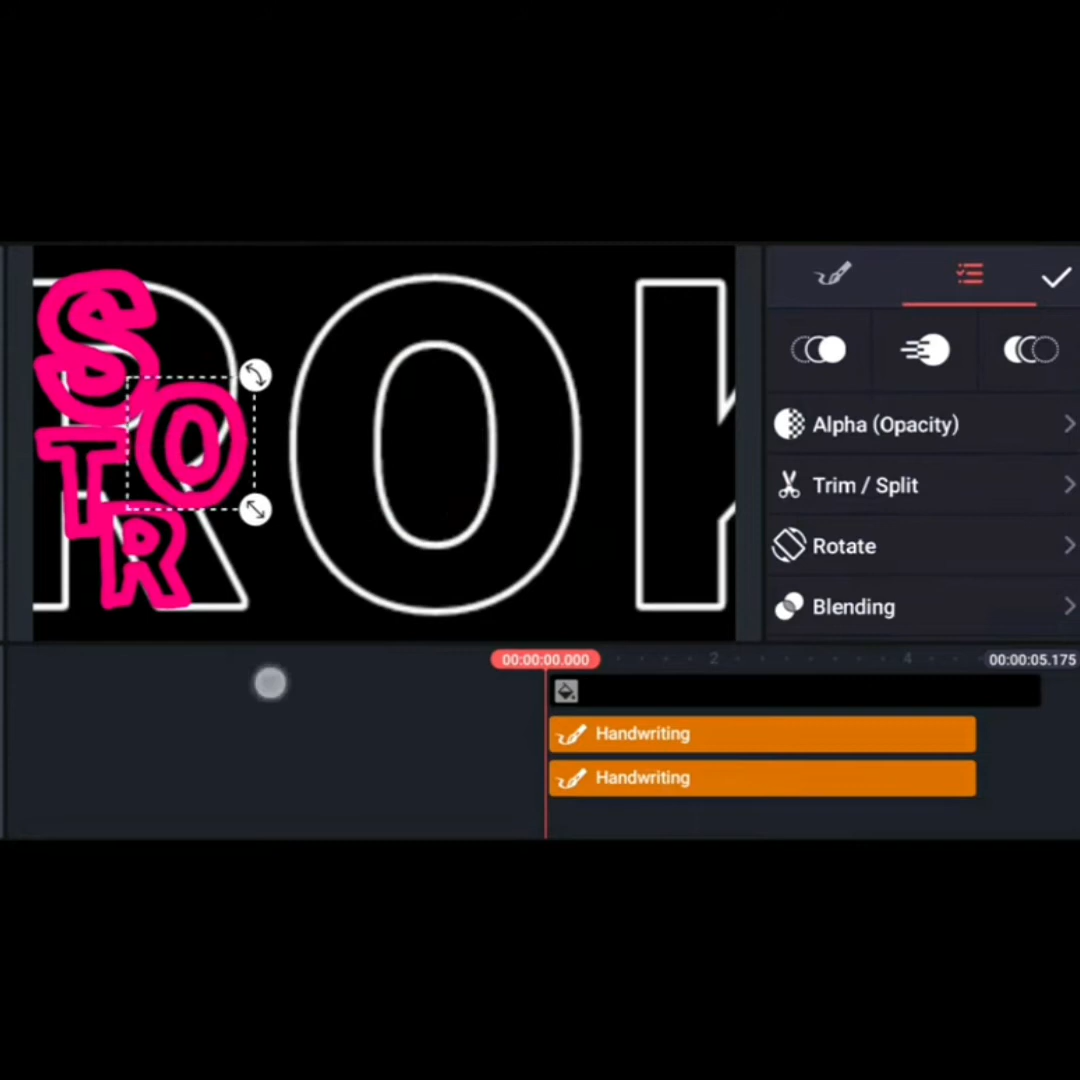 ROK
S
O
T
R
Alpha (Opacity)
Trim / Split
Rotate
Blending
00:00:00.000
2
4
00:00:05.175
Handwriting
Handwriting